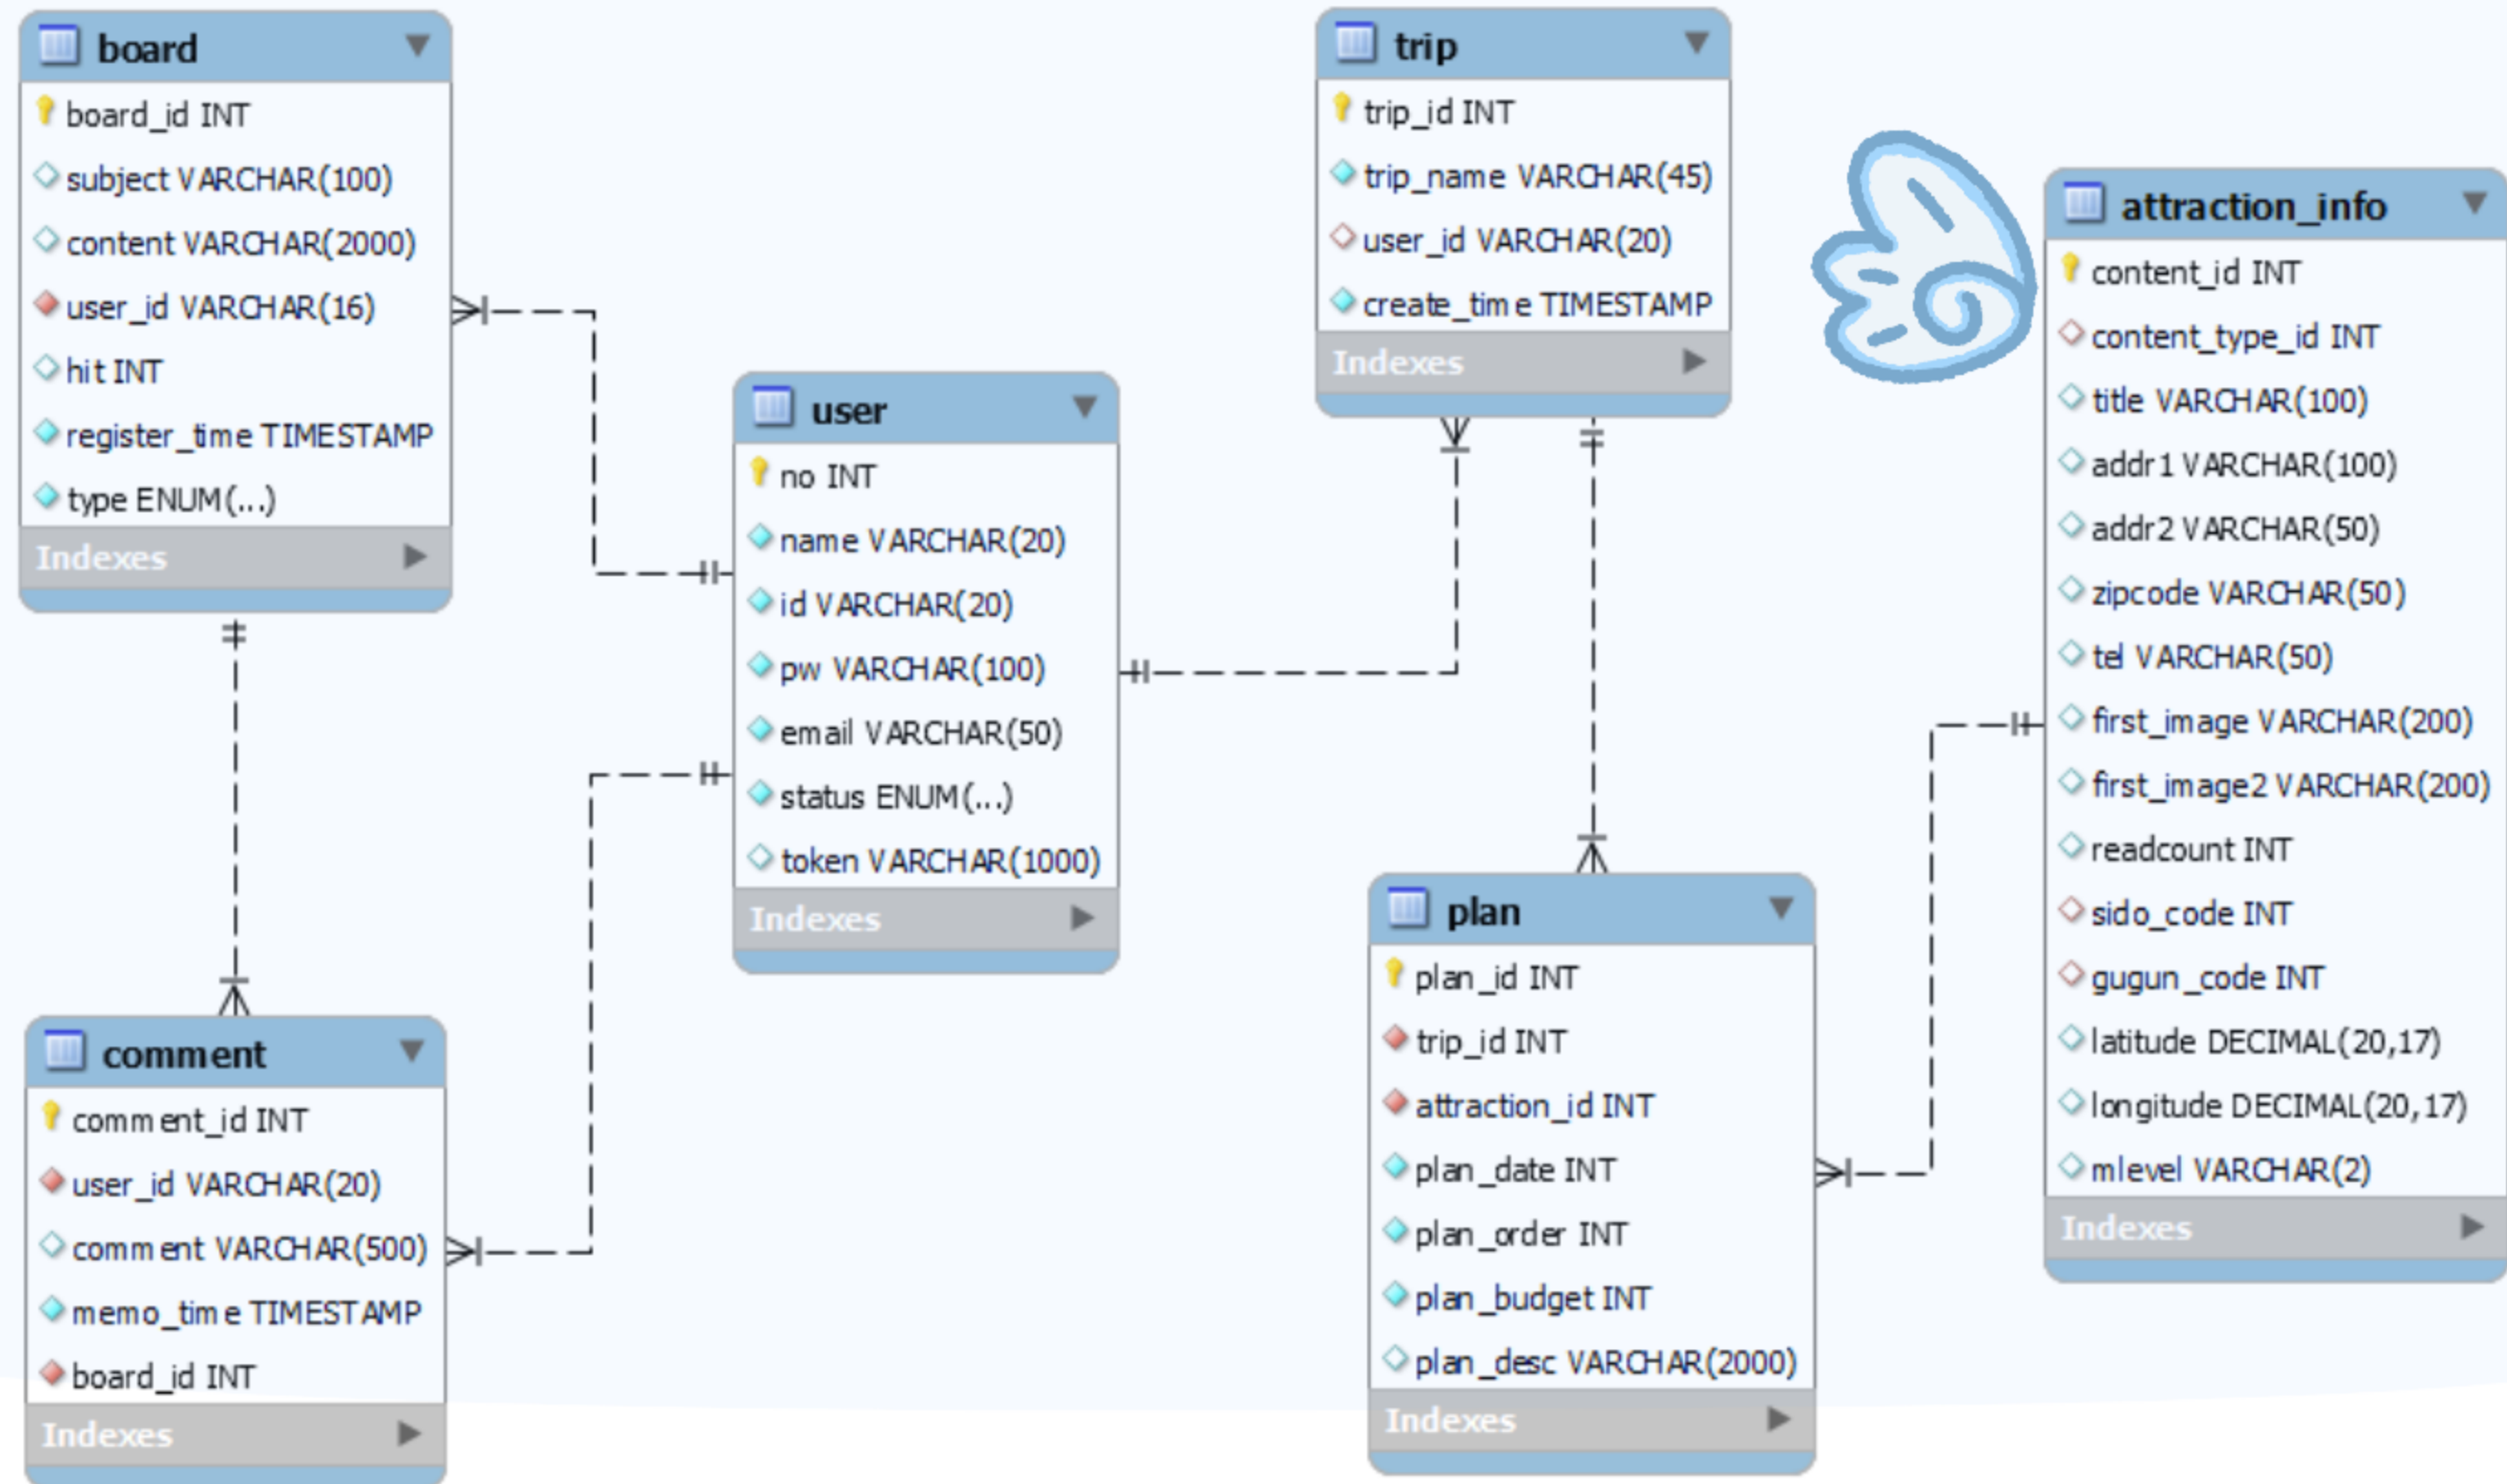 board
board_id INT
subject VARCHAR(100)
content VARCHAR(2000)
user_id VARCHAR(16)
hit INT
register_time TIMESTAMP
type ENUM(...)
Indexes
comment
comment_id INT
user_id VARCHAR(20)
comment VARCHAR(500)
memo_time TIMESTAMP
board_id INT
Indexes
user
no INT
name VARCHAR(20)
id VARCHAR(20)
pw VARCHAR(100)
email VARCHAR(50)
status ENUM(...)
token VARCHAR(1000)
Indexes
trip
trip_id INT
trip_name VARCHAR(45)
user_id VARCHAR(20)
create_time TIMESTAMP
Indexes
plan
plan_id INT
trip_id INT
attraction_id INT
plan_date INT
plan_order INT
plan_budget INT
plan_desc VARCHAR(2000)
Indexes
attraction_info
content_id INT
content_type_id INT
title VARCHAR(100)
addr1 VARCHAR(100)
addr2 VARCHAR(50)
zipcode VARCHAR(50)
tel VARCHAR(50)
first_image VARCHAR(200)
first_image2 VARCHAR(200)
readcount INT
sido_code INT
gugun_code INT
latitude DECIMAL(20,17)
longitude DECIMAL(20,17)
mlevel VARCHAR(2)
Indexes